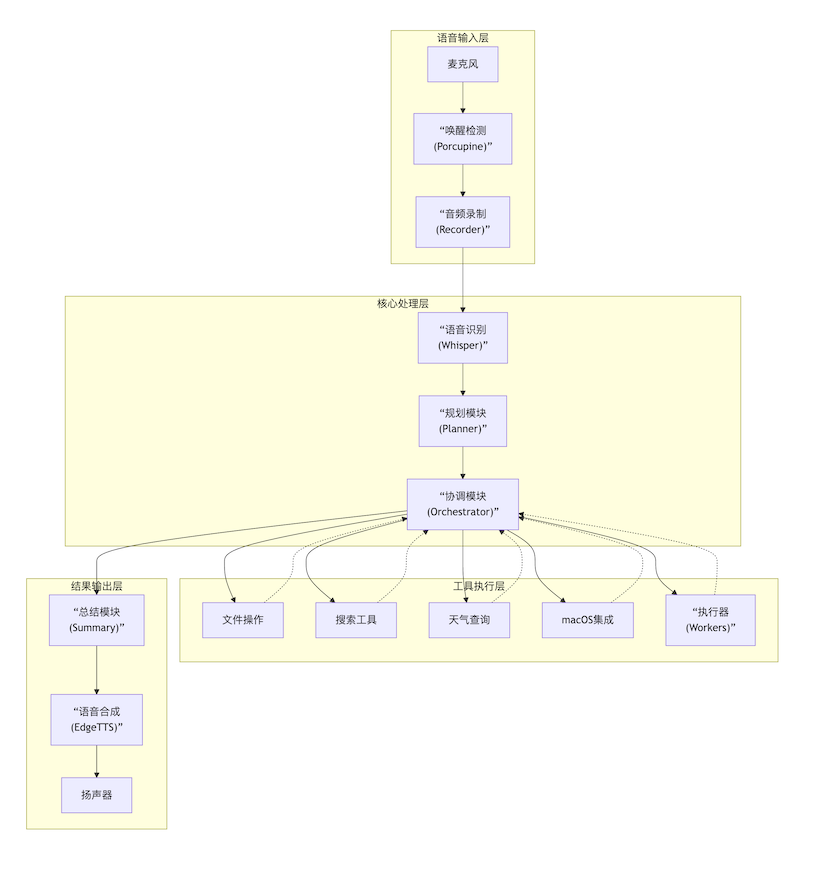 语音输入层
麦克风
“唤醒检测
(Porcupine)”
“音频录制
(Recorder)”
核心处理层
“语音识别
(Whisper)”
“规划模块
(Planner)”
“协调模块
(Orchestrator)”
结果输出层
“总结模块
(Summary)”
“语音合成
(EdgeTTS)”
扬声器
工具执行层
文件操作
搜索工具
天气查询
macOS集成
“执行器
(Workers)”